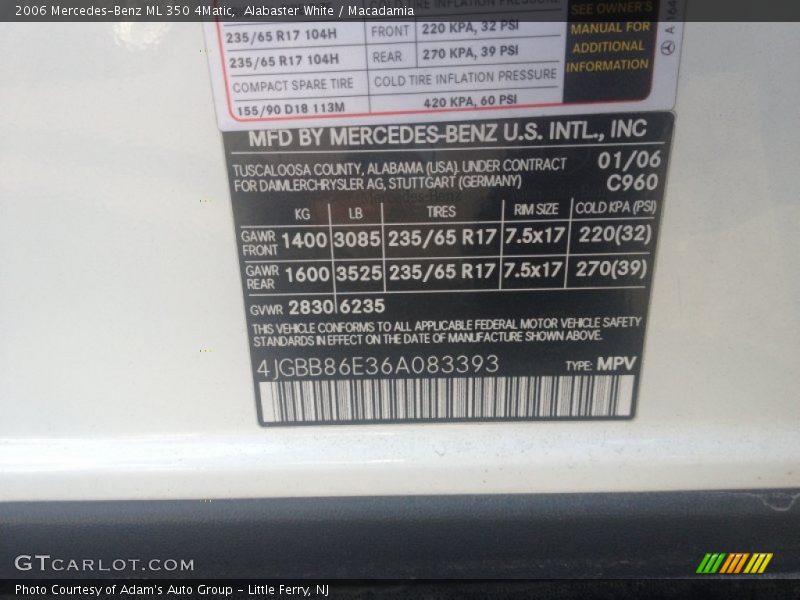 2006 Mercedes-Benz ML 350 4Matic, Alabaster White / Macadamia
COLD TIRE INFLATION PRESSURE
235/65 R17 104H FRONT 220 KPA, 32 PSI
235/65 R17 104H REAR 270 KPA, 39 PSI
COMPACT SPARE TIRE COLD TIRE INFLATION PRESSURE
155/90 D18 113M 420 KPA, 60 PSI
SEE OWNER'S
MANUAL FOR
ADDITIONAL
INFORMATION
A 164
MFD BY MERCEDES-BENZ U.S. INTL., INC
TUSCALOOSA COUNTY, ALABAMA (USA). UNDER CONTRACT 01/06
FOR DAIMLERCHRYSLER AG, STUTTGART (GERMANY) C960
KG LB TIRES RIM SIZE COLD KPA (PSI)
GAWR FRONT 1400 3085 235/65 R17 7.5x17 220(32)
GAWR REAR 1600 3525 235/65 R17 7.5x17 270(39)
GVWR 2830 6235
THIS VEHICLE CONFORMS TO ALL APPLICABLE FEDERAL MOTOR VEHICLE SAFETY
STANDARDS IN EFFECT ON THE DATE OF MANUFACTURE SHOWN ABOVE.
4JGBB86E36A083393 TYPE: MPV
GTCARLOT.COM
Photo Courtesy of Adam's Auto Group - Little Ferry, NJ